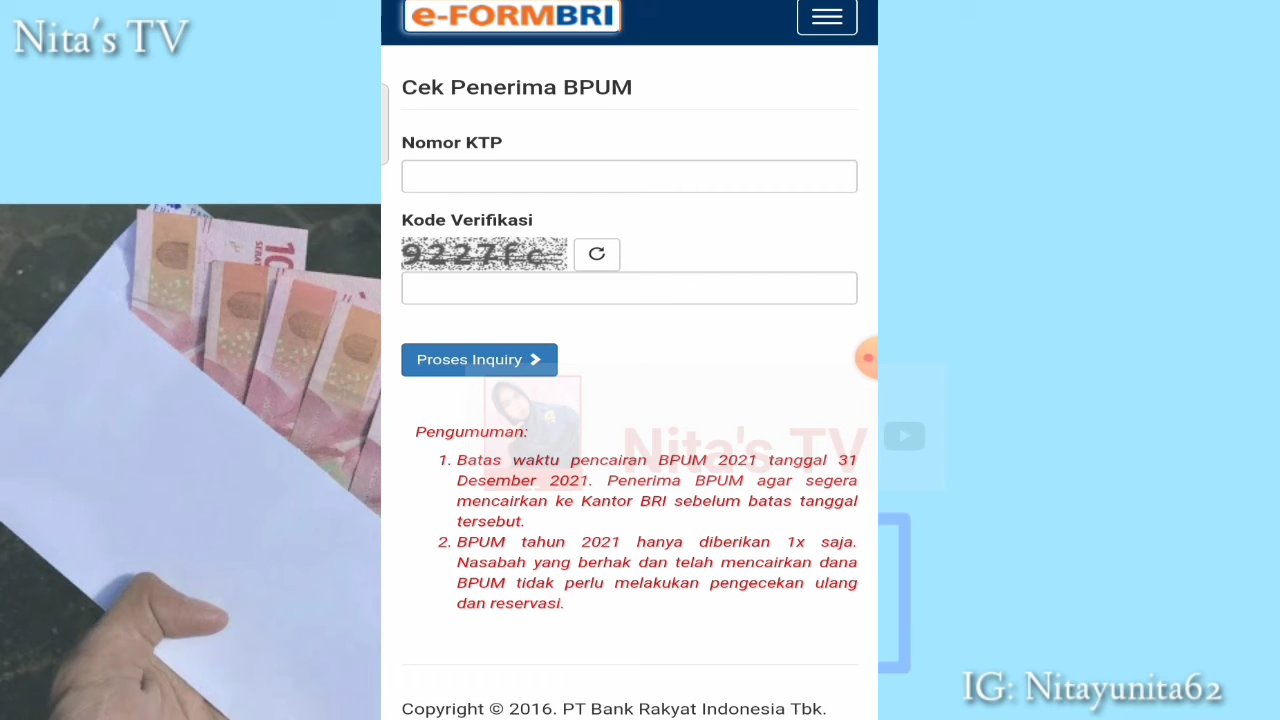 Nita's TV
e-FORMBRI
Cek Penerima BPUM
Nomor KTP
Kode Verifikasi
9227fc
Proses Inquiry
Pengumuman:
Nita's TV
1. Batas waktu pencairan BPUM 2021 tanggal 31
Desember 2021. Penerima BPUM agar segera
mencairkan ke Kantor BRI sebelum batas tanggal
tersebut.
2. BPUM tahun 2021 hanya diberikan 1x saja.
Nasabah yang berhak dan telah mencairkan dana
BPUM tidak perlu melakukan pengecekan ulang
dan reservasi.
IG: Nitayunita62
Copyright © 2016. PT Bank Rakyat Indonesia Tbk.